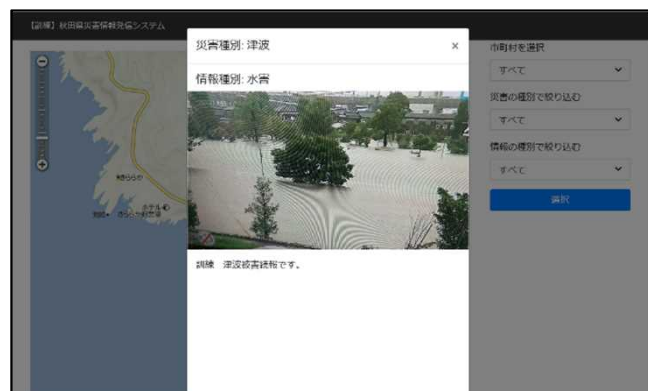 【訓練】秋田県災害情報発信システム
災害種別: 津波
×
情報種別: 水害
訓練 津波被害続報です。
市町村を選択
すべて
災害の種別で絞り込む
すべて
情報の種別で絞り込む
すべて
選択